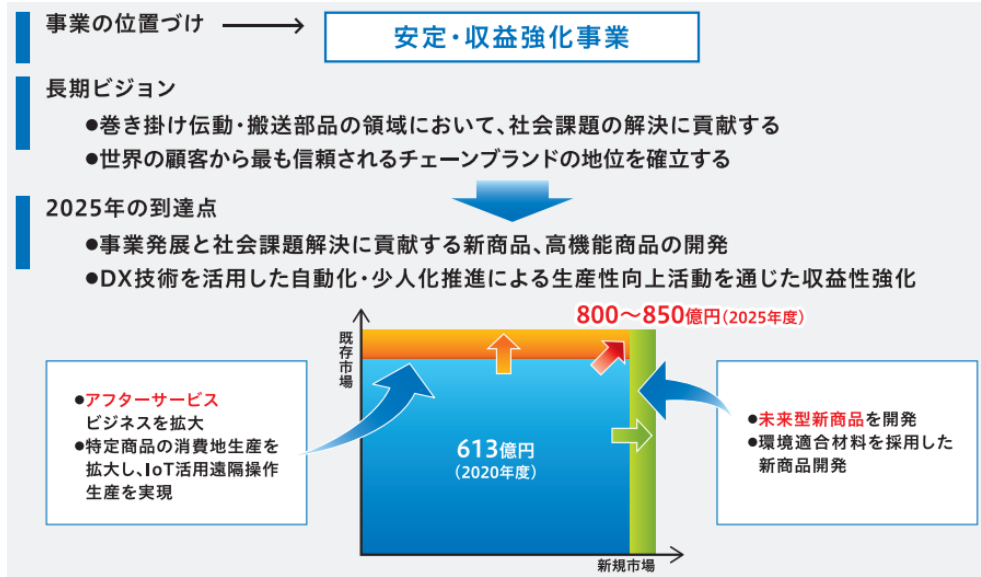 事業の位置づけ
安定・収益強化事業
長期ビジョン
●巻き掛け伝動・搬送部品の領域において、社会課題の解決に貢献する
●世界の顧客から最も信頼されるチェーンブランドの地位を確立する
2025年の到達点
●事業発展と社会課題解決に貢献する新商品、高機能商品の開発
●DX技術を活用した自動化・少人化推進による生産性向上活動を通じた収益性強化
800〜850億円(2025年度)
既存市場
●アフターサービス
ビジネスを拡大
●特定商品の消費地生産を
拡大し、IoT活用遠隔操作
生産を実現
613億円
(2020年度)
●未来型新商品を開発
●環境適合材料を採用した
新商品開発
新規市場